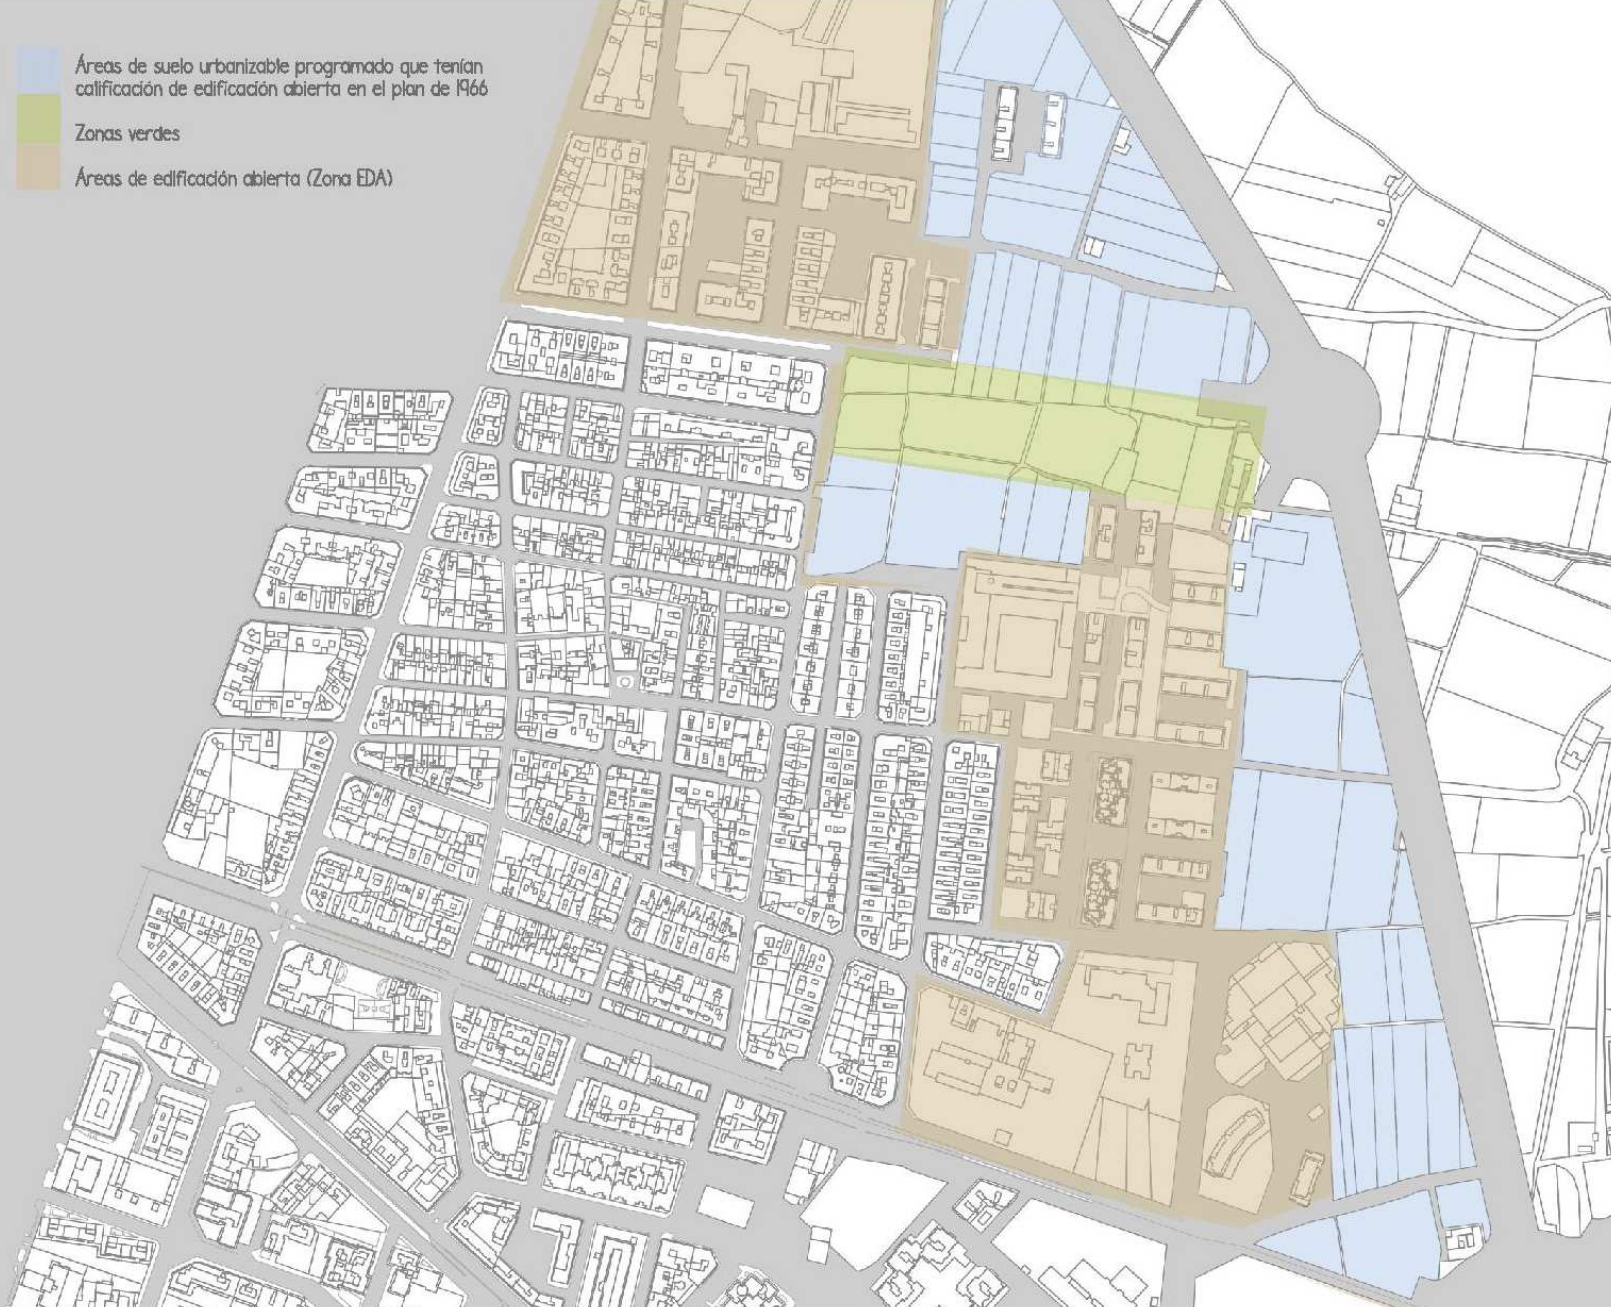 Áreas de suelo urbanizable programado que tenían
calificación de edificación abierta en el plan de 1966
Zonas verdes
Áreas de edificación abierta (Zona EDA)